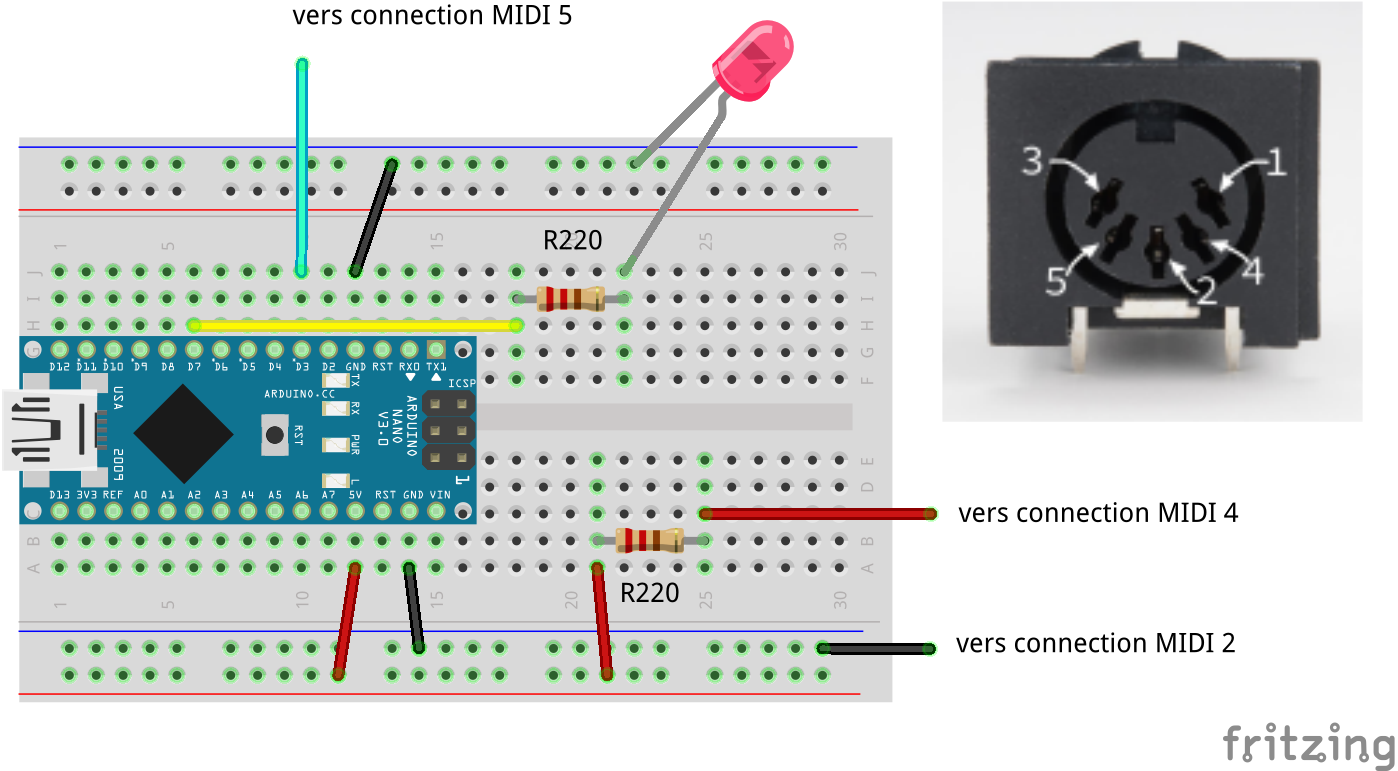 vers connection MIDI 5
3 1
5 4
2
1 5 15 25 30
R220
J J
I I
H H
G G
F F
D12 D11 D10 D9 D8 D7 D6 D5 D4 D3 D2 GND RST RX0 TX1
ICSP
TX
RX
PWR
L
ARDUINO.CC
RST
ARDUINO
NANO
V3.0
USA
2009
1
D13 3V3 REF A0 A1 A2 A3 A4 A5 A6 A7 5V RST GND VIN
E
D
C
B B
A A
vers connection MIDI 4
R220
1 5 10 15 20 25 30
vers connection MIDI 2
fritzing